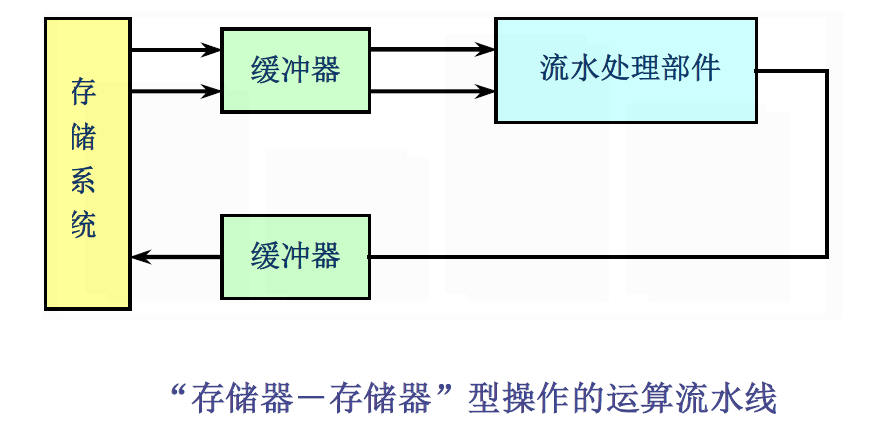 存储系统
缓冲器
流水处理部件
缓冲器
“存储器－存储器”型操作的运算流水线